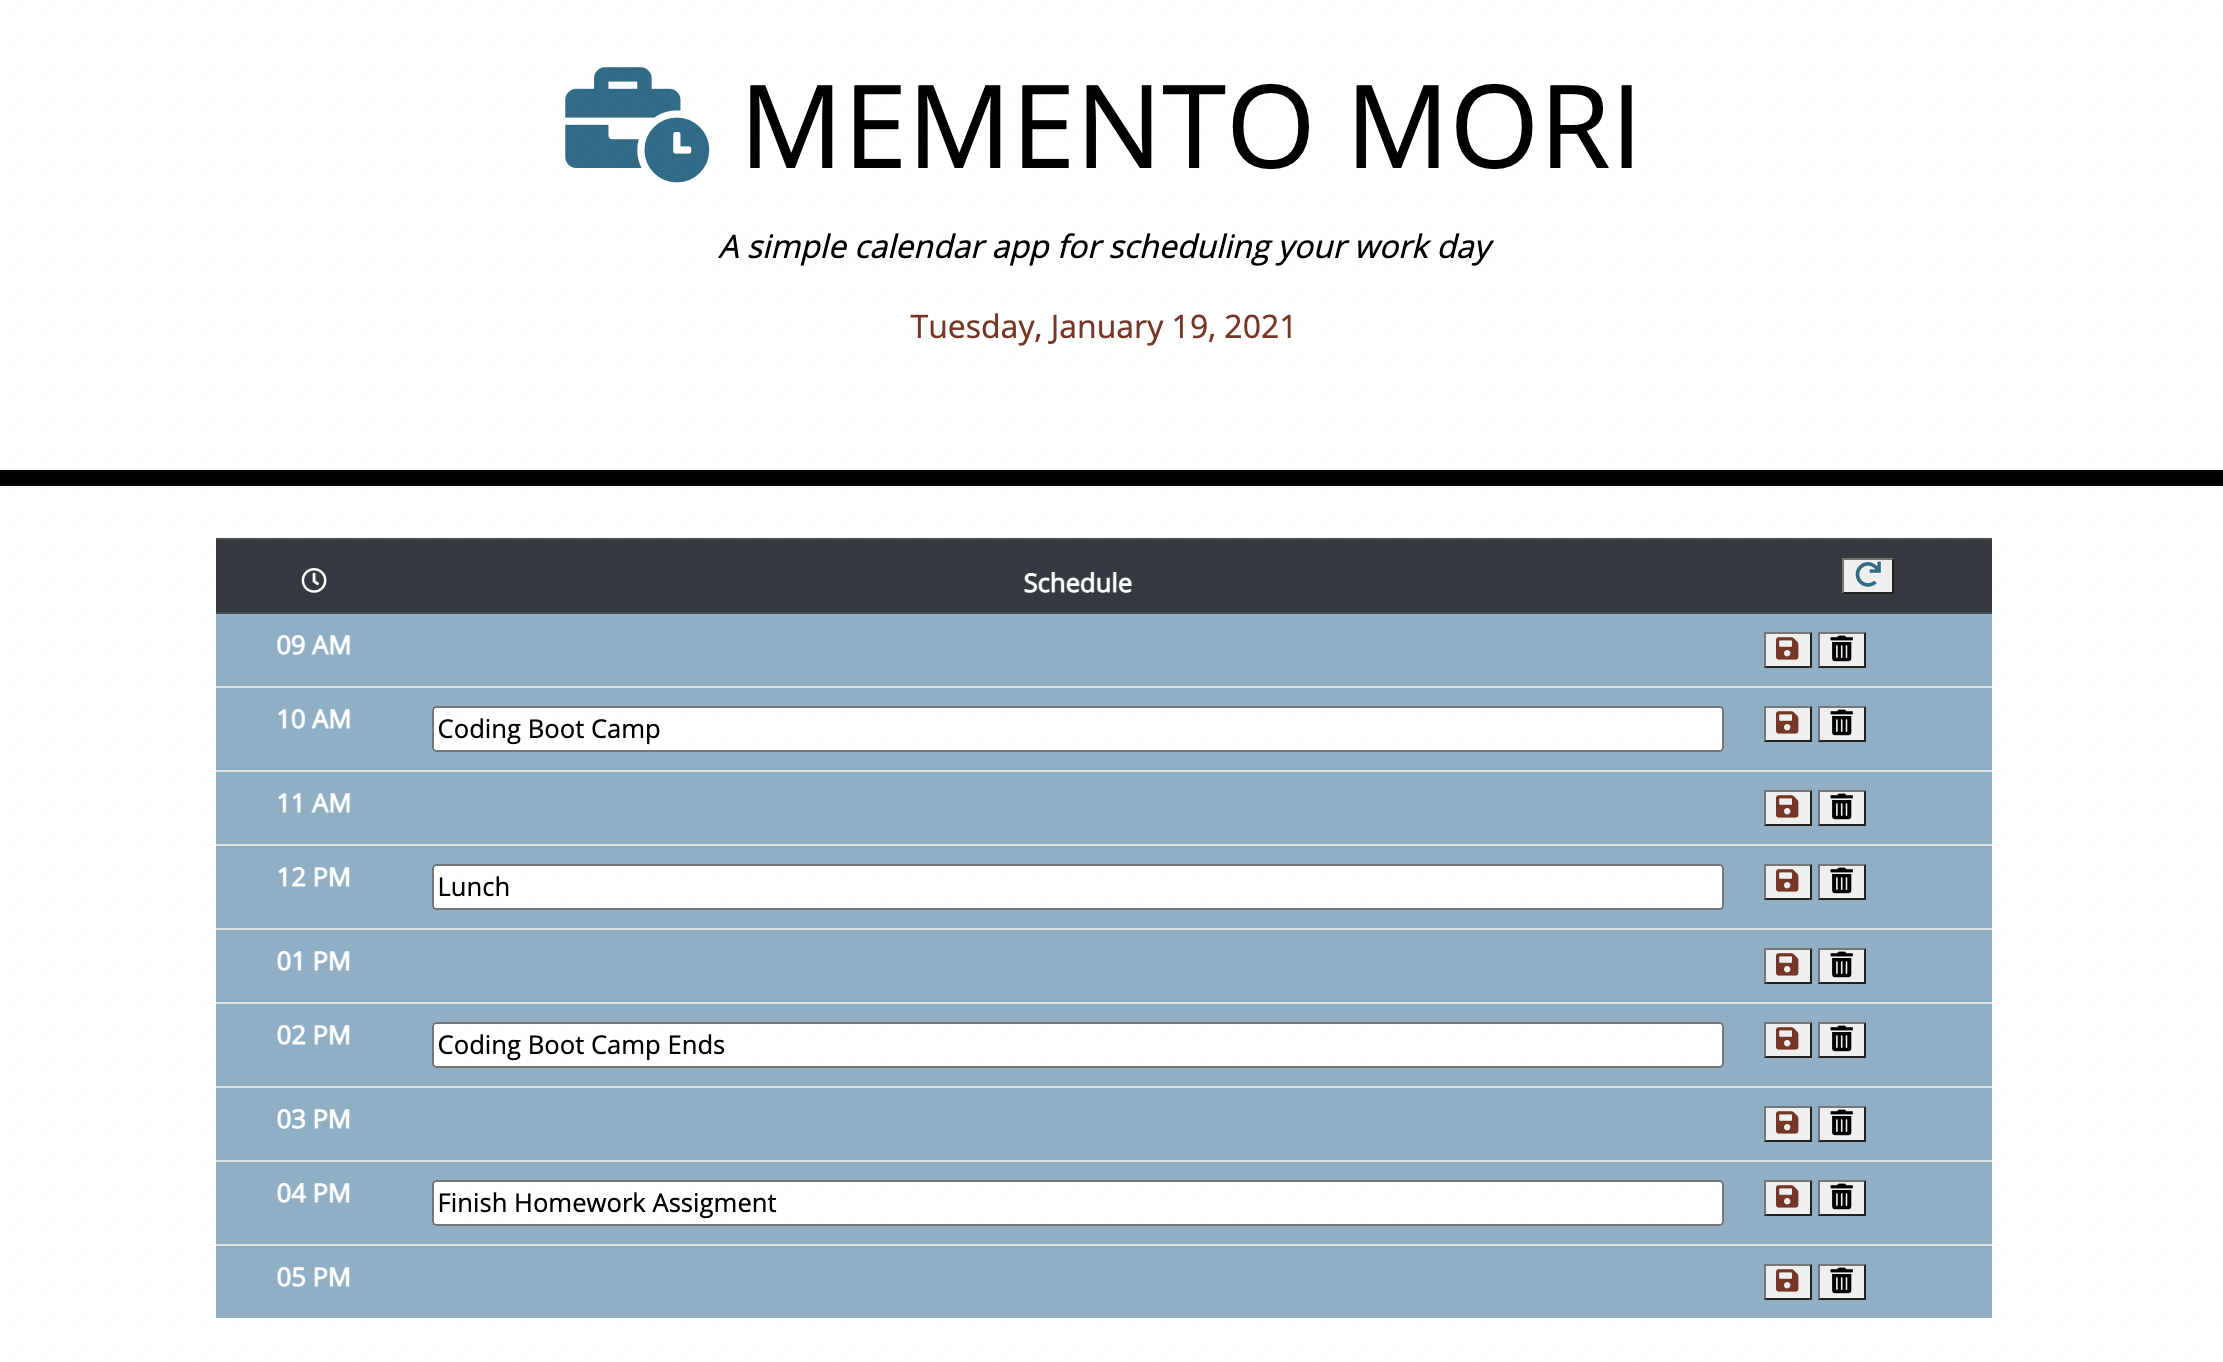 MEMENTO MORI
A simple calendar app for scheduling your work day
Tuesday, January 19, 2021
Schedule
09 AM
10 AM Coding Boot Camp
11 AM
12 PM Lunch
01 PM
02 PM Coding Boot Camp Ends
03 PM
04 PM Finish Homework Assigment
05 PM